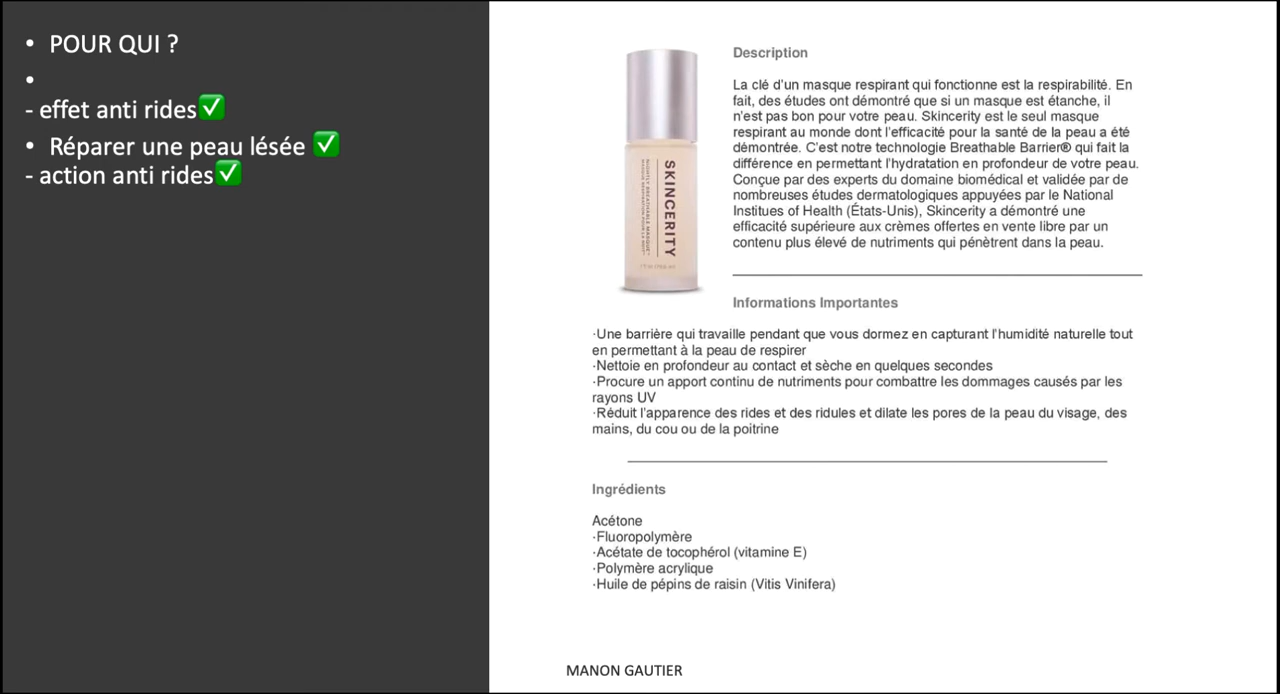 • POUR QUI ?
•
- effet anti rides✅
• Réparer une peau lésée ✅
- action anti rides✅
SKINCERITY
NIGHTLY BREATHABLE MASQUE
Description
La clé d'un masque respirant qui fonctionne est la respirabilité. En
fait, des études ont démontré que si un masque est étanche, il
n'est pas bon pour votre peau. Skincerity est le seul masque
respirant au monde dont l'efficacité pour la santé de la peau a été
démontrée. C'est notre technologie Breathable Barrier® qui fait la
différence en permettant l'hydratation en profondeur de votre peau.
Conçue par des experts du domaine biomédical et validée par de
nombreuses études dermatologiques appuyées par le National
Institues of Health (États-Unis), Skincerity a démontré une
efficacité supérieure aux crèmes offertes en vente libre par un
contenu plus élevé de nutriments qui pénètrent dans la peau.
Informations Importantes
·Une barrière qui travaille pendant que vous dormez en capturant l'humidité naturelle tout
en permettant à la peau de respirer
·Nettoie en profondeur au contact et sèche en quelques secondes
·Procure un apport continu de nutriments pour combattre les dommages causés par les
rayons UV
·Réduit l'apparence des rides et des ridules et dilate les pores de la peau du visage, des
mains, du cou ou de la poitrine
Ingrédients
Acétone
·Fluoropolymère
·Acétate de tocophérol (vitamine E)
·Polymère acrylique
·Huile de pépins de raisin (Vitis Vinifera)
MANON GAUTIER